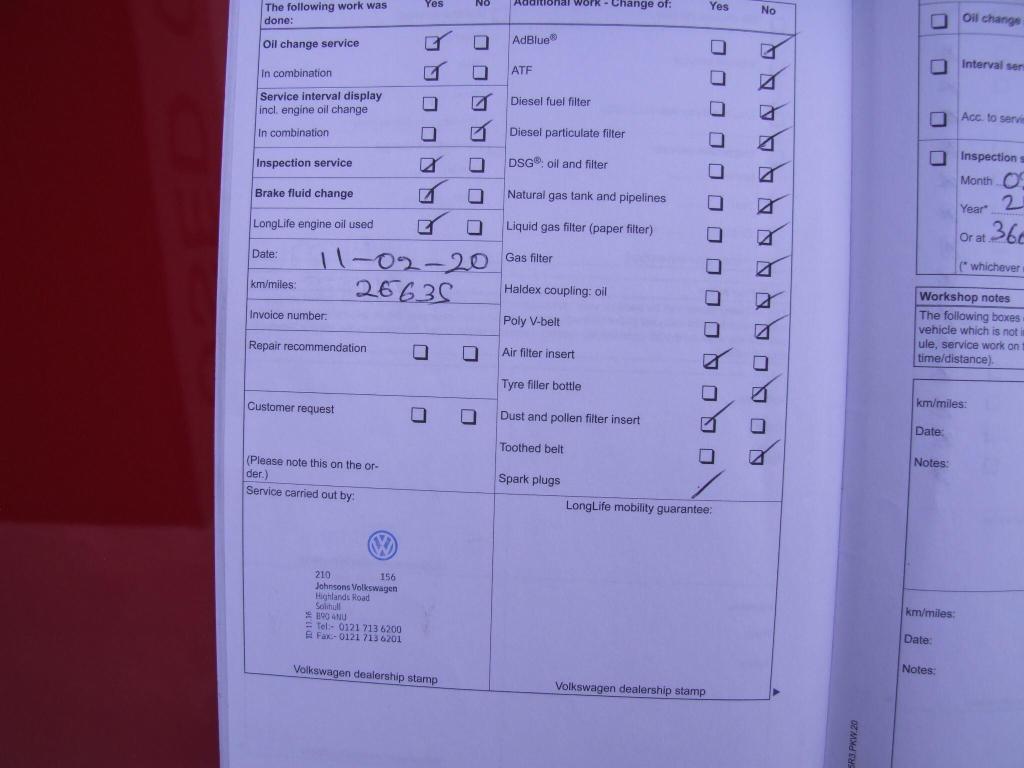 The following work was done: Yes No
Oil change service
In combination
Service interval display
incl. engine oil change
In combination
Inspection service
Brake fluid change
LongLife engine oil used
Date: 11-02-20
km/miles: 26635
Invoice number:
Repair recommendation
Customer request
(Please note this on the or-
der.)
Service carried out by:
210 156
Johnsons Volkswagen
Highlands Road
Solihull
B90 4NU
Tel:- 0121 713 6200
Fax:- 0121 713 6201
Volkswagen dealership stamp
Additional work - Change of: Yes No
AdBlue®
ATF
Diesel fuel filter
Diesel particulate filter
DSG®: oil and filter
Natural gas tank and pipelines
Liquid gas filter (paper filter)
Gas filter
Haldex coupling: oil
Poly V-belt
Air filter insert
Tyre filler bottle
Dust and pollen filter insert
Toothed belt
Spark plugs
LongLife mobility guarantee:
Volkswagen dealership stamp
Oil change
Interval ser
Acc. to servi
Inspection s
Month 0
Year* 2
Or at 36
(* whichever
Workshop notes
The following boxes
vehicle which is not i
ule, service work on t
time/distance).
km/miles:
Date:
Notes:
km/miles:
Date:
Notes:
5R3.PKW.20